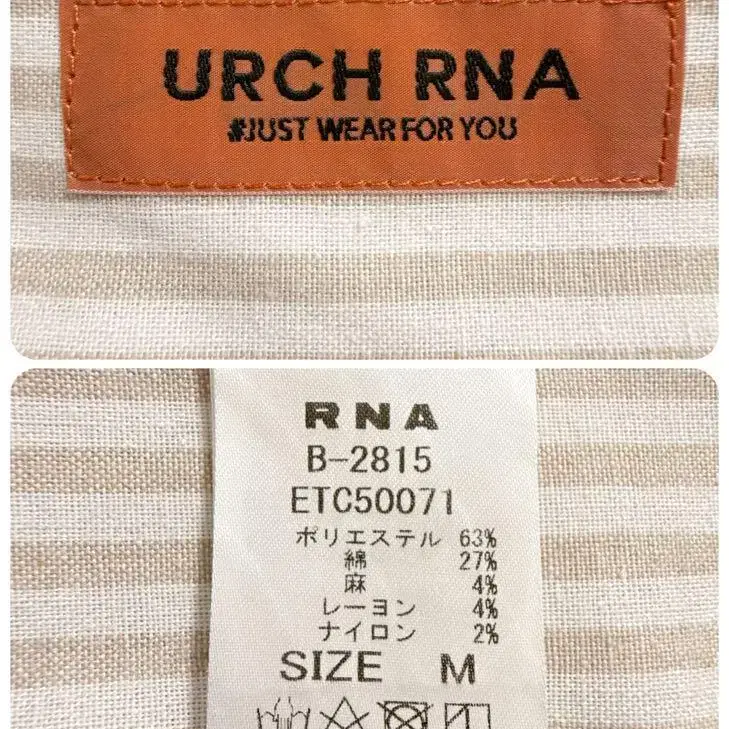 URCH RNA
#JUST WEAR FOR YOU
RNA
B-2815
ETC50071
ポリエステル 63%
綿 27%
麻 4%
レーヨン 4%
ナイロン 2%
SIZE M